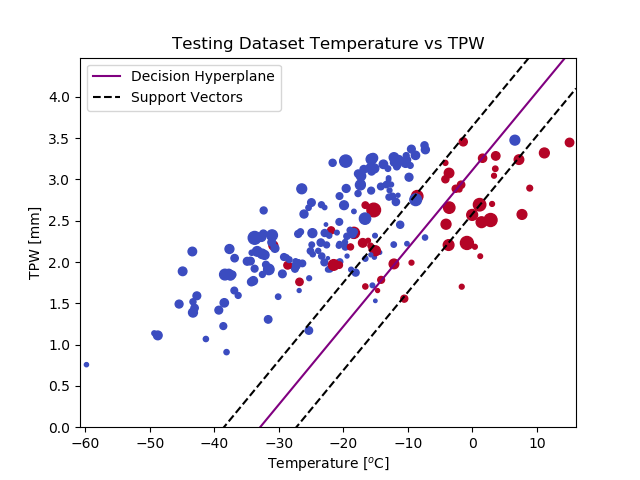 Testing Dataset Temperature vs TPW
Decision Hyperplane
Support Vectors
TPW [mm]
4.0
3.5
3.0
2.5
2.0
1.5
1.0
0.5
0.0
−60 −50 −40 −30 −20 −10 0 10
Temperature [°C]